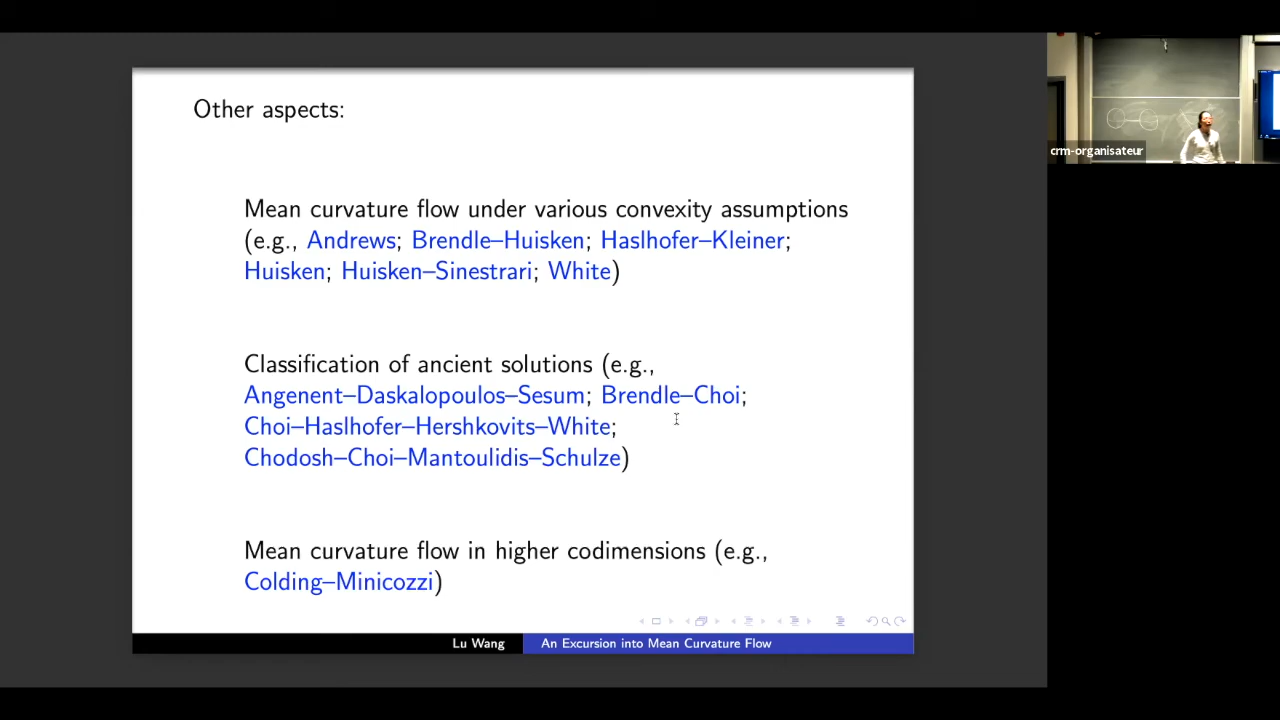 Other aspects:
Mean curvature flow under various convexity assumptions
(e.g., Andrews; Brendle–Huisken; Haslhofer–Kleiner;
Huisken; Huisken–Sinestrari; White)
Classification of ancient solutions (e.g.,
Angenent–Daskalopoulos–Sesum; Brendle–Choi;
Choi–Haslhofer–Hershkovits–White;
Chodosh–Choi–Mantoulidis–Schulze)
Mean curvature flow in higher codimensions (e.g.,
Colding–Minicozzi)
Lu Wang
An Excursion into Mean Curvature Flow
crm-organisateur